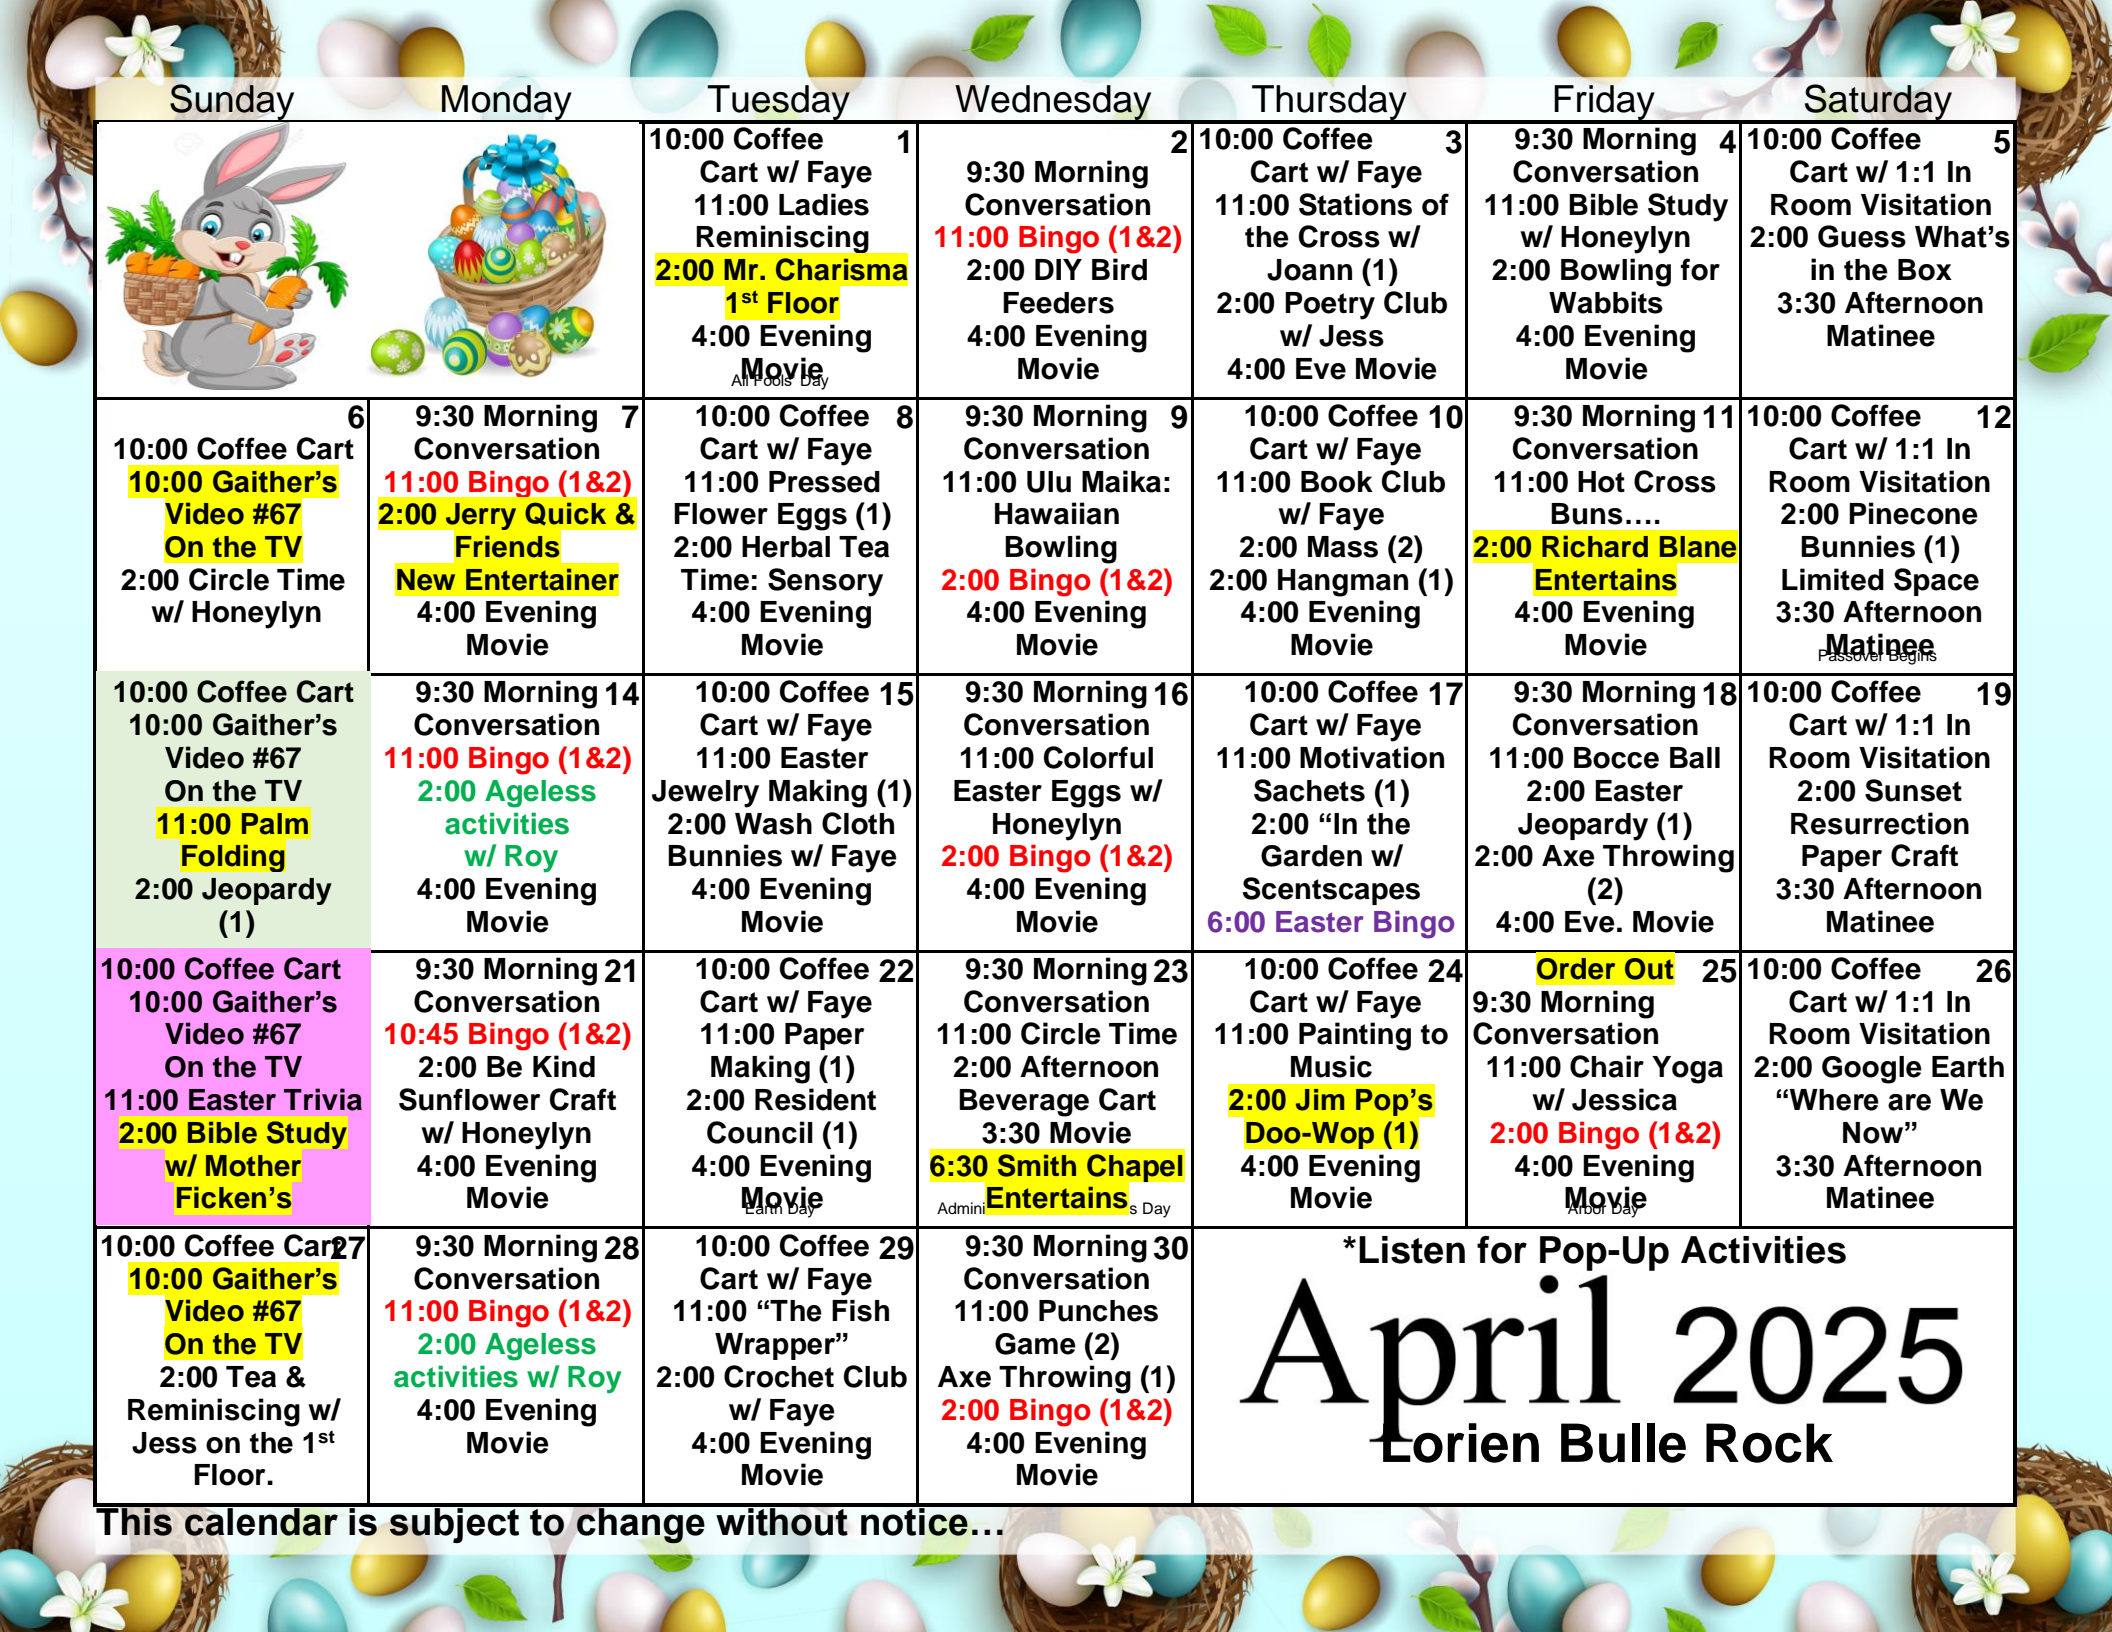 Sunday Monday Tuesday Wednesday Thursday Friday Saturday
10:00 Coffee 1
Cart w/ Faye
11:00 Ladies
Reminiscing
2:00 Mr. Charisma
1st Floor
4:00 Evening
Movie
All Fools' Day
2
9:30 Morning
Conversation
11:00 Bingo (1&2)
2:00 DIY Bird
Feeders
4:00 Evening
Movie
10:00 Coffee 3
Cart w/ Faye
11:00 Stations of
the Cross w/
Joann (1)
2:00 Poetry Club
w/ Jess
4:00 Eve Movie
9:30 Morning 4
Conversation
11:00 Bible Study
w/ Honeylyn
2:00 Bowling for
Wabbits
4:00 Evening
Movie
10:00 Coffee 5
Cart w/ 1:1 In
Room Visitation
2:00 Guess What's
in the Box
3:30 Afternoon
Matinee
6
10:00 Coffee Cart
10:00 Gaither's
Video #67
On the TV
2:00 Circle Time
w/ Honeylyn
9:30 Morning 7
Conversation
11:00 Bingo (1&2)
2:00 Jerry Quick &
Friends
New Entertainer
4:00 Evening
Movie
10:00 Coffee 8
Cart w/ Faye
11:00 Pressed
Flower Eggs (1)
2:00 Herbal Tea
Time: Sensory
4:00 Evening
Movie
9:30 Morning 9
Conversation
11:00 Ulu Maika:
Hawaiian
Bowling
2:00 Bingo (1&2)
4:00 Evening
Movie
10:00 Coffee 10
Cart w/ Faye
11:00 Book Club
w/ Faye
2:00 Mass (2)
2:00 Hangman (1)
4:00 Evening
Movie
9:30 Morning 11
Conversation
11:00 Hot Cross
Buns….
2:00 Richard Blane
Entertains
4:00 Evening
Movie
10:00 Coffee 12
Cart w/ 1:1 In
Room Visitation
2:00 Pinecone
Bunnies (1)
Limited Space
3:30 Afternoon
Matinee
Passover Begins
10:00 Coffee Cart
10:00 Gaither's
Video #67
On the TV
11:00 Palm
Folding
2:00 Jeopardy
(1)
9:30 Morning 14
Conversation
11:00 Bingo (1&2)
2:00 Ageless
activities
w/ Roy
4:00 Evening
Movie
10:00 Coffee 15
Cart w/ Faye
11:00 Easter
Jewelry Making (1)
2:00 Wash Cloth
Bunnies w/ Faye
4:00 Evening
Movie
9:30 Morning 16
Conversation
11:00 Colorful
Easter Eggs w/
Honeylyn
2:00 Bingo (1&2)
4:00 Evening
Movie
10:00 Coffee 17
Cart w/ Faye
11:00 Motivation
Sachets (1)
2:00 “In the
Garden w/
Scentscapes
6:00 Easter Bingo
9:30 Morning 18
Conversation
11:00 Bocce Ball
2:00 Easter
Jeopardy (1)
2:00 Axe Throwing
(2)
4:00 Eve. Movie
10:00 Coffee 19
Cart w/ 1:1 In
Room Visitation
2:00 Sunset
Resurrection
Paper Craft
3:30 Afternoon
Matinee
10:00 Coffee Cart
10:00 Gaither's
Video #67
On the TV
11:00 Easter Trivia
2:00 Bible Study
w/ Mother
Ficken's
9:30 Morning 21
Conversation
10:45 Bingo (1&2)
2:00 Be Kind
Sunflower Craft
w/ Honeylyn
4:00 Evening
Movie
10:00 Coffee 22
Cart w/ Faye
11:00 Paper
Making (1)
2:00 Resident
Council (1)
4:00 Evening
Movie
Earth Day
9:30 Morning 23
Conversation
11:00 Circle Time
2:00 Afternoon
Beverage Cart
3:30 Movie
6:30 Smith Chapel
Entertains
Admini s Day
10:00 Coffee 24
Cart w/ Faye
11:00 Painting to
Music
2:00 Jim Pop's
Doo-Wop (1)
4:00 Evening
Movie
Order Out 25
9:30 Morning
Conversation
11:00 Chair Yoga
w/ Jessica
2:00 Bingo (1&2)
4:00 Evening
Movie
Arbor Day
10:00 Coffee 26
Cart w/ 1:1 In
Room Visitation
2:00 Google Earth
“Where are We
Now”
3:30 Afternoon
Matinee
10:00 Coffee Cart 27
10:00 Gaither's
Video #67
On the TV
2:00 Tea &
Reminiscing w/
Jess on the 1st
Floor.
9:30 Morning 28
Conversation
11:00 Bingo (1&2)
2:00 Ageless
activities w/ Roy
4:00 Evening
Movie
10:00 Coffee 29
Cart w/ Faye
11:00 “The Fish
Wrapper”
2:00 Crochet Club
w/ Faye
4:00 Evening
Movie
9:30 Morning 30
Conversation
11:00 Punches
Game (2)
Axe Throwing (1)
2:00 Bingo (1&2)
4:00 Evening
Movie
*Listen for Pop-Up Activities
April 2025
Lorien Bulle Rock
This calendar is subject to change without notice…